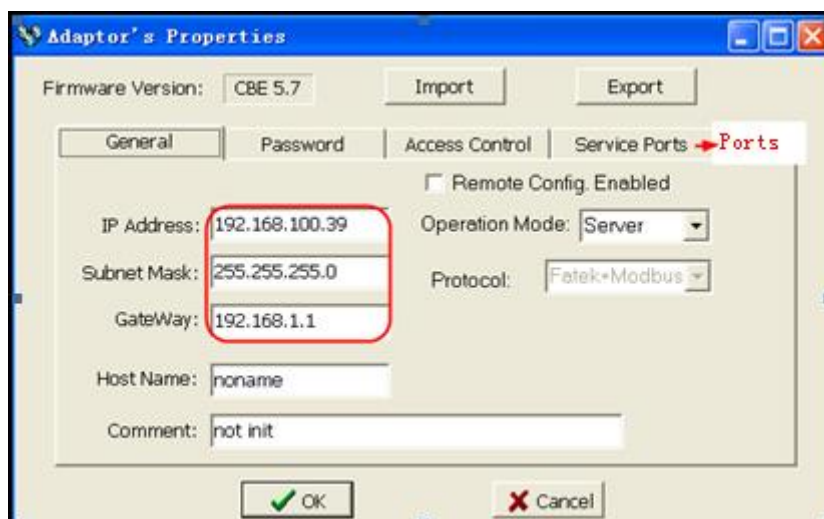 Adaptor's Properties
Firmware Version: CBE 5.7 Import Export
General Password Access Control Service Ports Ports
Remote Config. Enabled
IP Address: 192.168.100.39 Operation Mode: Server
Subnet Mask: 255.255.255.0 Protocol: Fatek+Modbus
GateWay: 192.168.1.1
Host Name: noname
Comment: not init
OK Cancel